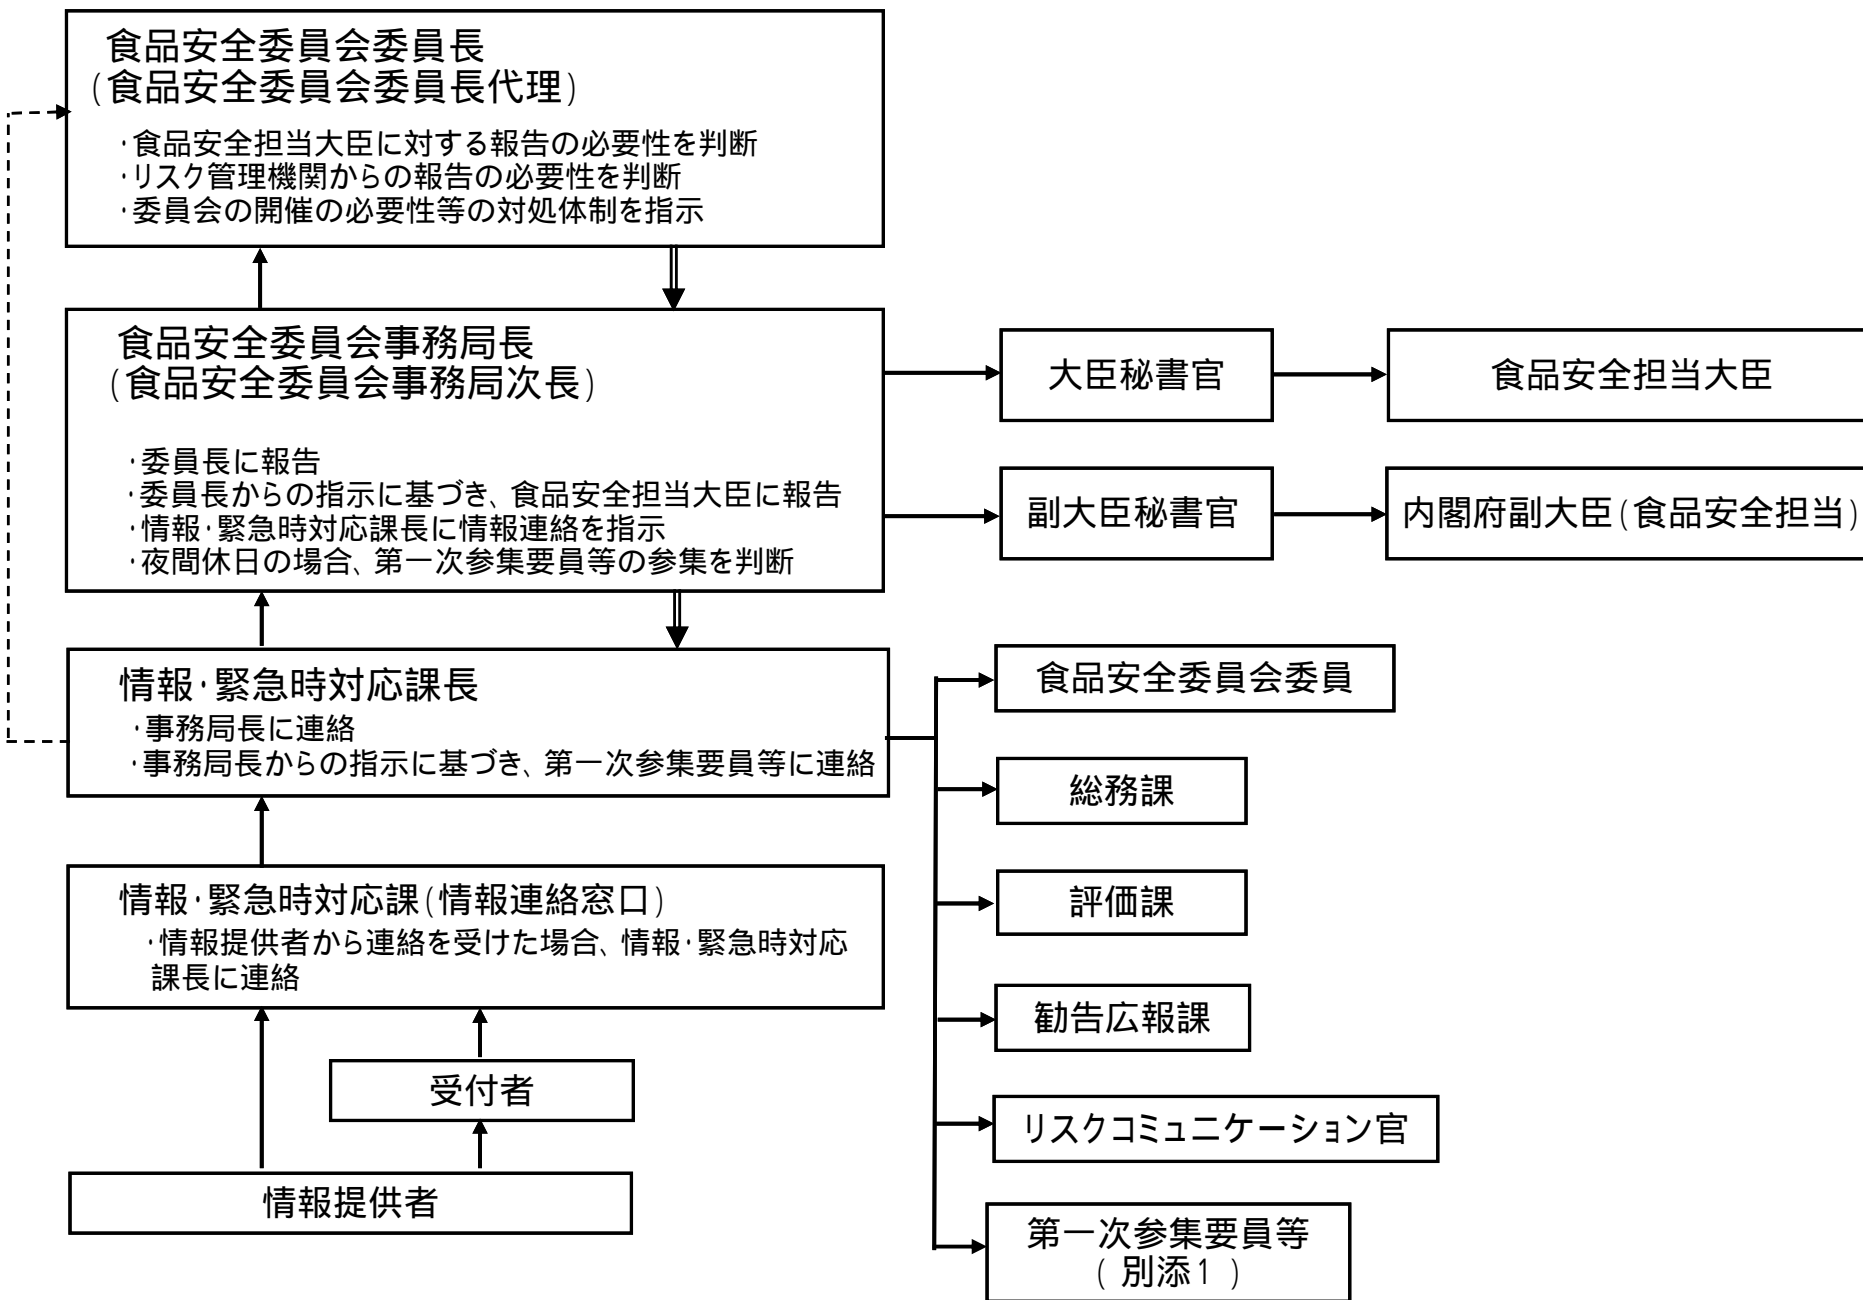 食品安全委員会委員長
(食品安全委員会委員長代理)
・食品安全担当大臣に対する報告の必要性を判断
・リスク管理機関からの報告の必要性を判断
・委員会の開催の必要性等の対処体制を指示
食品安全委員会事務局長
(食品安全委員会事務局次長)
・委員長に報告
・委員長からの指示に基づき、食品安全担当大臣に報告
・情報・緊急時対応課長に情報連絡を指示
・夜間休日の場合、第一次参集要員等の参集を判断
大臣秘書官
食品安全担当大臣
副大臣秘書官
内閣府副大臣(食品安全担当)
情報・緊急時対応課長
・事務局長に連絡
・事務局長からの指示に基づき、第一次参集要員等に連絡
情報・緊急時対応課(情報連絡窓口)
・情報提供者から連絡を受けた場合、情報・緊急時対応
課長に連絡
受付者
情報提供者
食品安全委員会委員
総務課
評価課
勧告広報課
リスクコミュニケーション官
第一次参集要員等
( 別添1 )